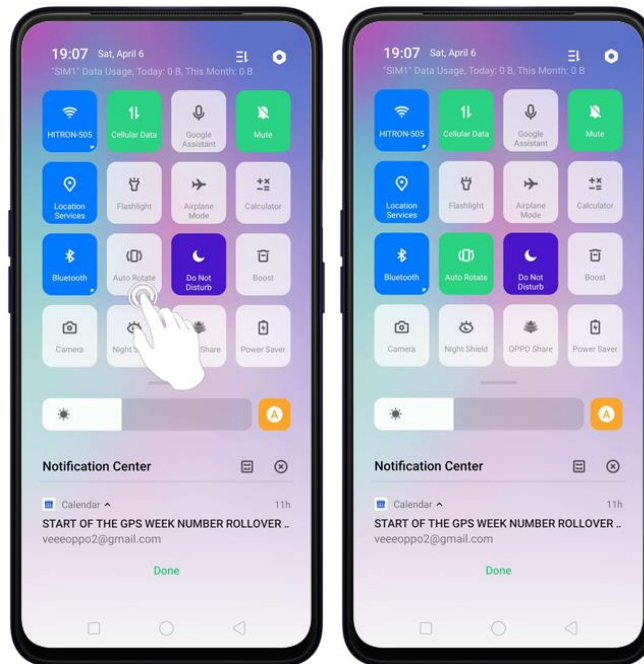 19:07 Sat, April 6
"SIM1" Data Usage, Today: 0 B, This Month: 0 B
HITRON-505
Cellular Data
Google
Assistant
Mute
Location
Services
Flashlight
Airplane
Mode
Calculator
Bluetooth
Auto Rotate
Do Not
Disturb
Boost
Camera
Night S
Share
Power Saver
A
Notification Center
Calendar
11h
START OF THE GPS WEEK NUMBER ROLLOVER ..
veeeoppo2@gmail.com
Done
19:07 Sat, April 6
"SIM1" Data Usage, Today: 0 B, This Month: 0 B
HITRON-505
Cellular Data
Google
Assistant
Mute
Location
Services
Flashlight
Airplane
Mode
Calculator
Bluetooth
Auto Rotate
Do Not
Disturb
Boost
Camera
Night Shield
OPPO Share
Power Saver
A
Notification Center
Calendar
11h
START OF THE GPS WEEK NUMBER ROLLOVER ..
veeeoppo2@gmail.com
Done